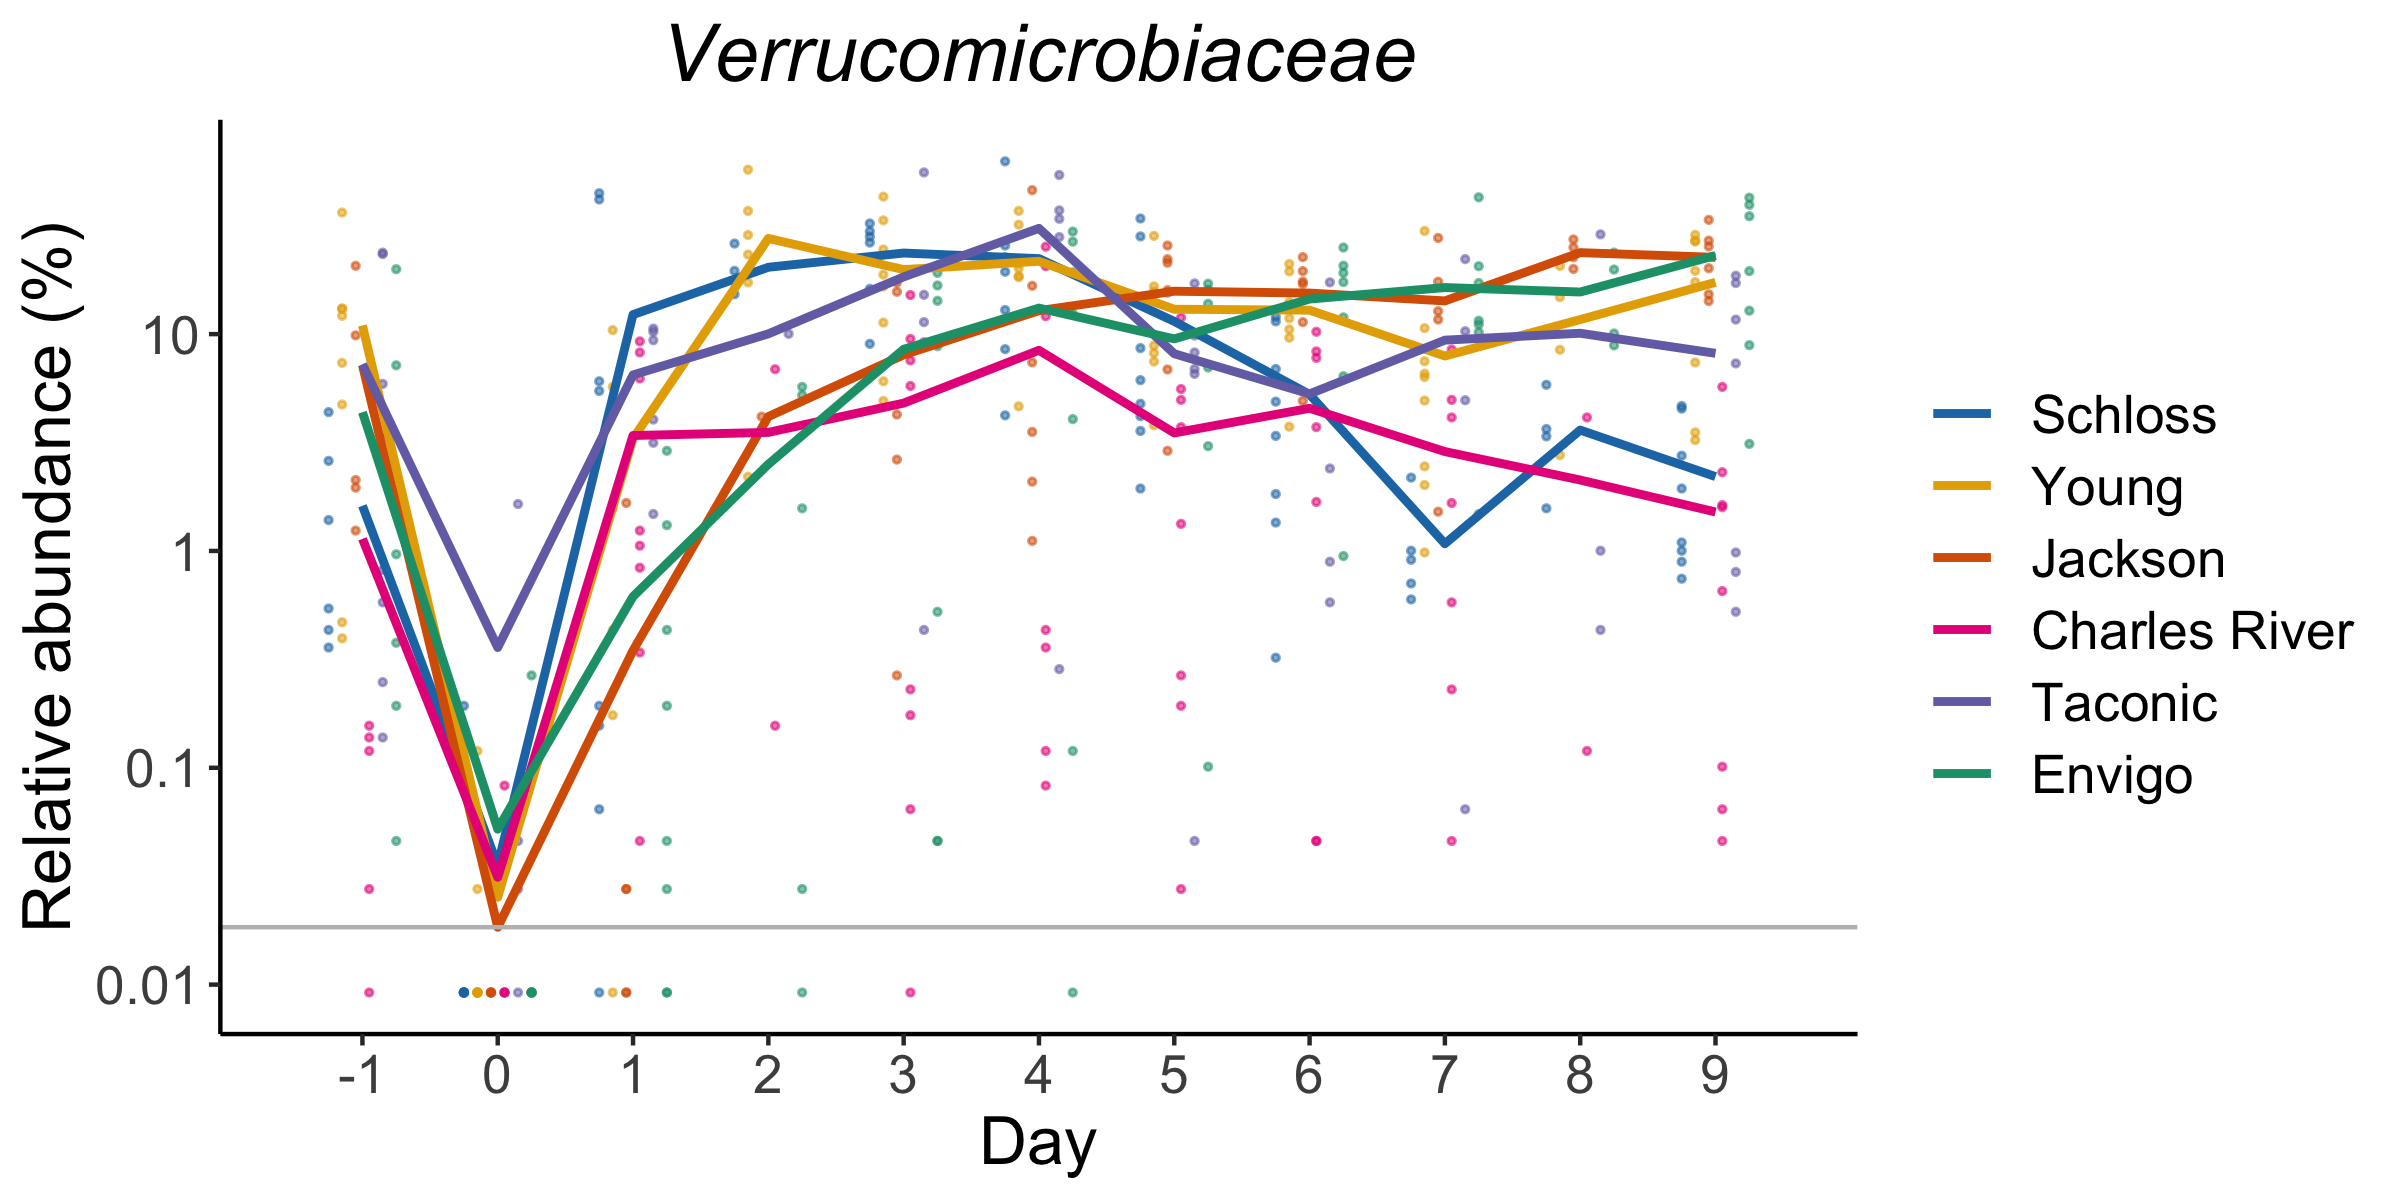 Verrucomicrobiaceae
Relative abundance (%)
10
1
0.1
0.01
-1 0 1 2 3 4 5 6 7 8 9
Day
Schloss
Young
Jackson
Charles River
Taconic
Envigo